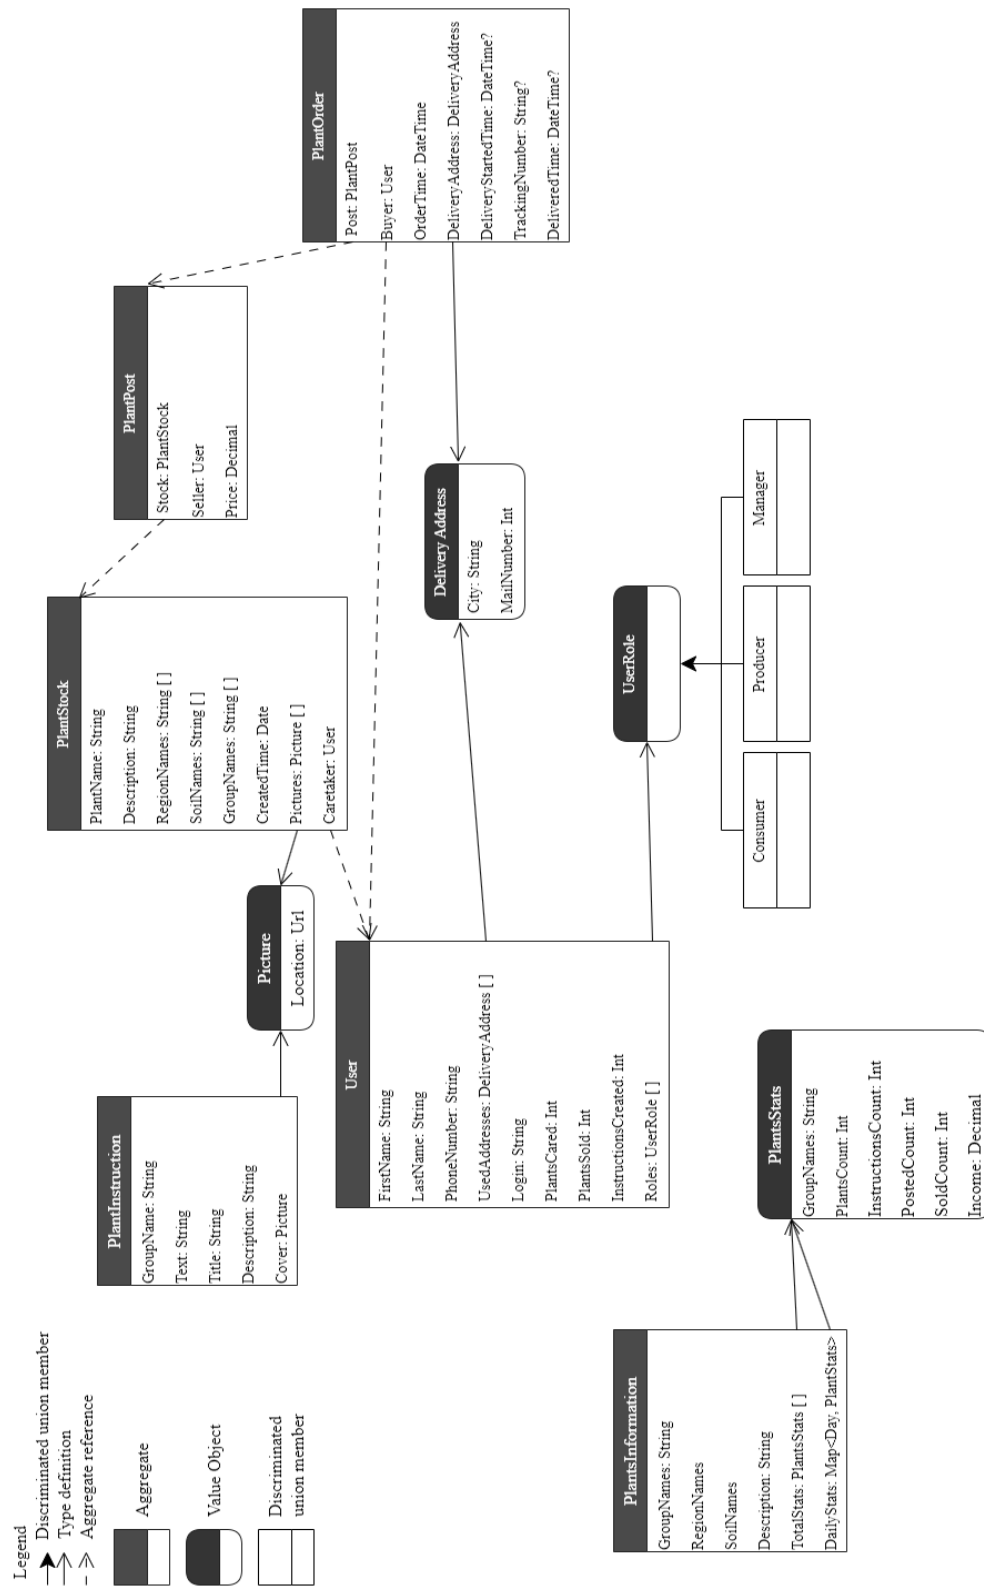 Legend
Discriminated union member
Type definition
Aggregate reference
Aggregate
Value Object
Discriminated
union member
PlantInstruction
GroupName: String
Text: String
Title: String
Description: String
Cover: Picture
Picture
Location: Url
PlantStock
PlantName: String
Description: String
RegionNames: String [ ]
SoilNames: String [ ]
GroupNames: String [ ]
CreatedTime: Date
Pictures: Picture [ ]
Caretaker: User
PlantPost
Stock: PlantStock
Seller: User
Price: Decimal
PlantOrder
Post: PlantPost
Buyer: User
OrderTime: DateTime
DeliveryAddress: DeliveryAddress
DeliveryStartedTime: DateTime?
TrackingNumber: String?
DeliveredTime: DateTime?
User
FirstName: String
LastName: String
PhoneNumber: String
UsedAddresses: DeliveryAddress [ ]
Login: String
PlantsCared: Int
PlantsSold: Int
InstructionsCreated: Int
Roles: UserRole [ ]
Delivery Address
City: String
MailNumber: Int
UserRole
Consumer
Producer
Manager
PlantsInformation
GroupNames: String
RegionNames
SoilNames
Description: String
TotalStats: PlantsStats [ ]
DailyStats: Map<Day, PlantStats>
PlantsStats
GroupNames: String
PlantsCount: Int
InstructionsCount: Int
PostedCount: Int
SoldCount: Int
Income: Decimal